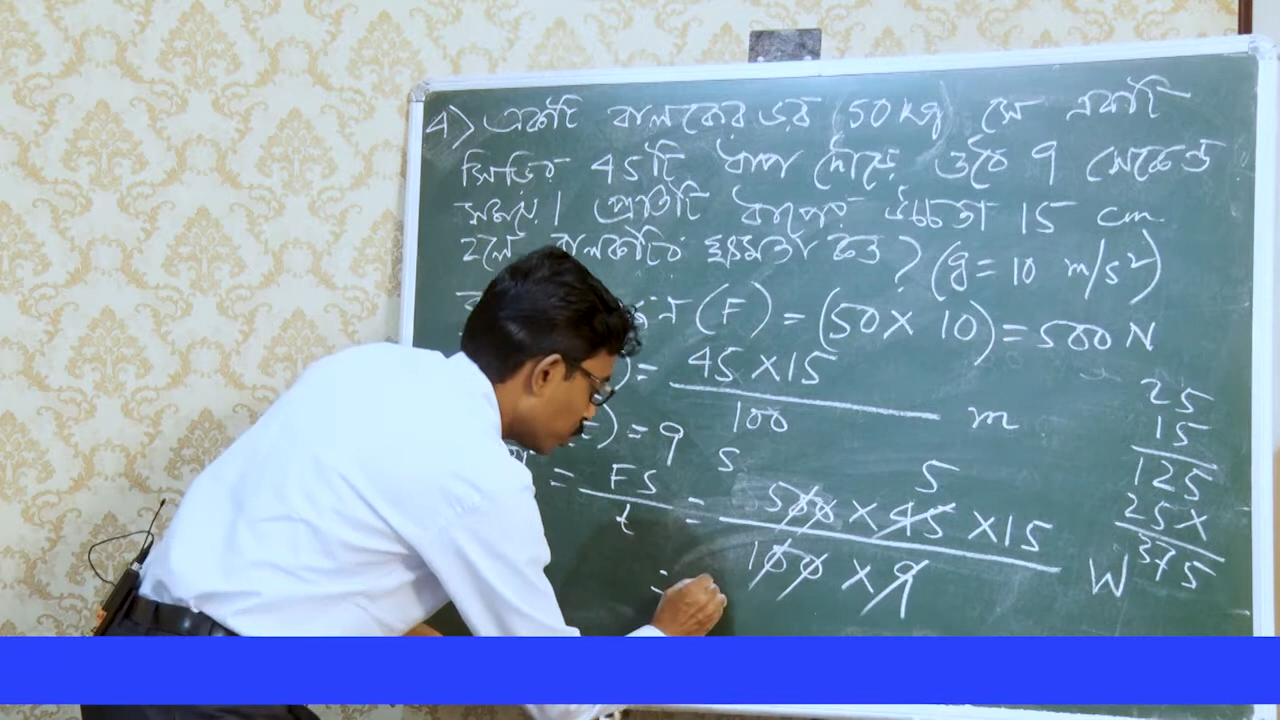 4) একটি বালকের ভর 50 kg সে একটি
সিড়ির 45টি ধাপ দৌড়ে ওঠে 9 সেকেন্ড
সময়ে। প্রতিটি ধাপের উচ্চতা 15 cm
হলে বালকটির ক্ষমতা কত? (g = 10 m/s²)
(F) = (50 X 10) = 500 N
) = 45 X 15 / 100 m
) = 9 s
= FS / t = 500 X 45 X 15 / 100 X 9 W
5
=
25
15
125
25X
375